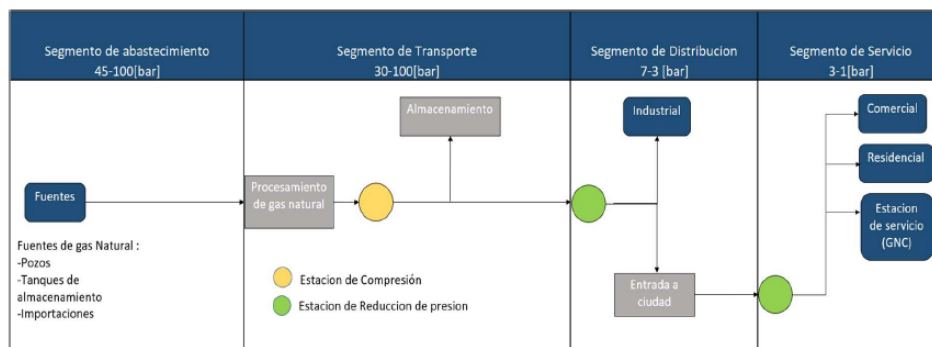 Segmento de abastecimiento
45-100[bar]
Segmento de Transporte
30-100[bar]
Segmento de Distribucion
7-3 [bar]
Segmento de Servicio
3-1[bar]
Almacenamiento
Industrial
Comercial
Residencial
Fuentes
Procesamiento
de gas natural
Estacion
de servicio
(GNC)
Fuentes de gas Natural :
-Pozos
-Tanques de
almacenamiento
-Importaciones
Estacion de Compresión
Estacion de Reduccion de presion
Entrada a
ciudad